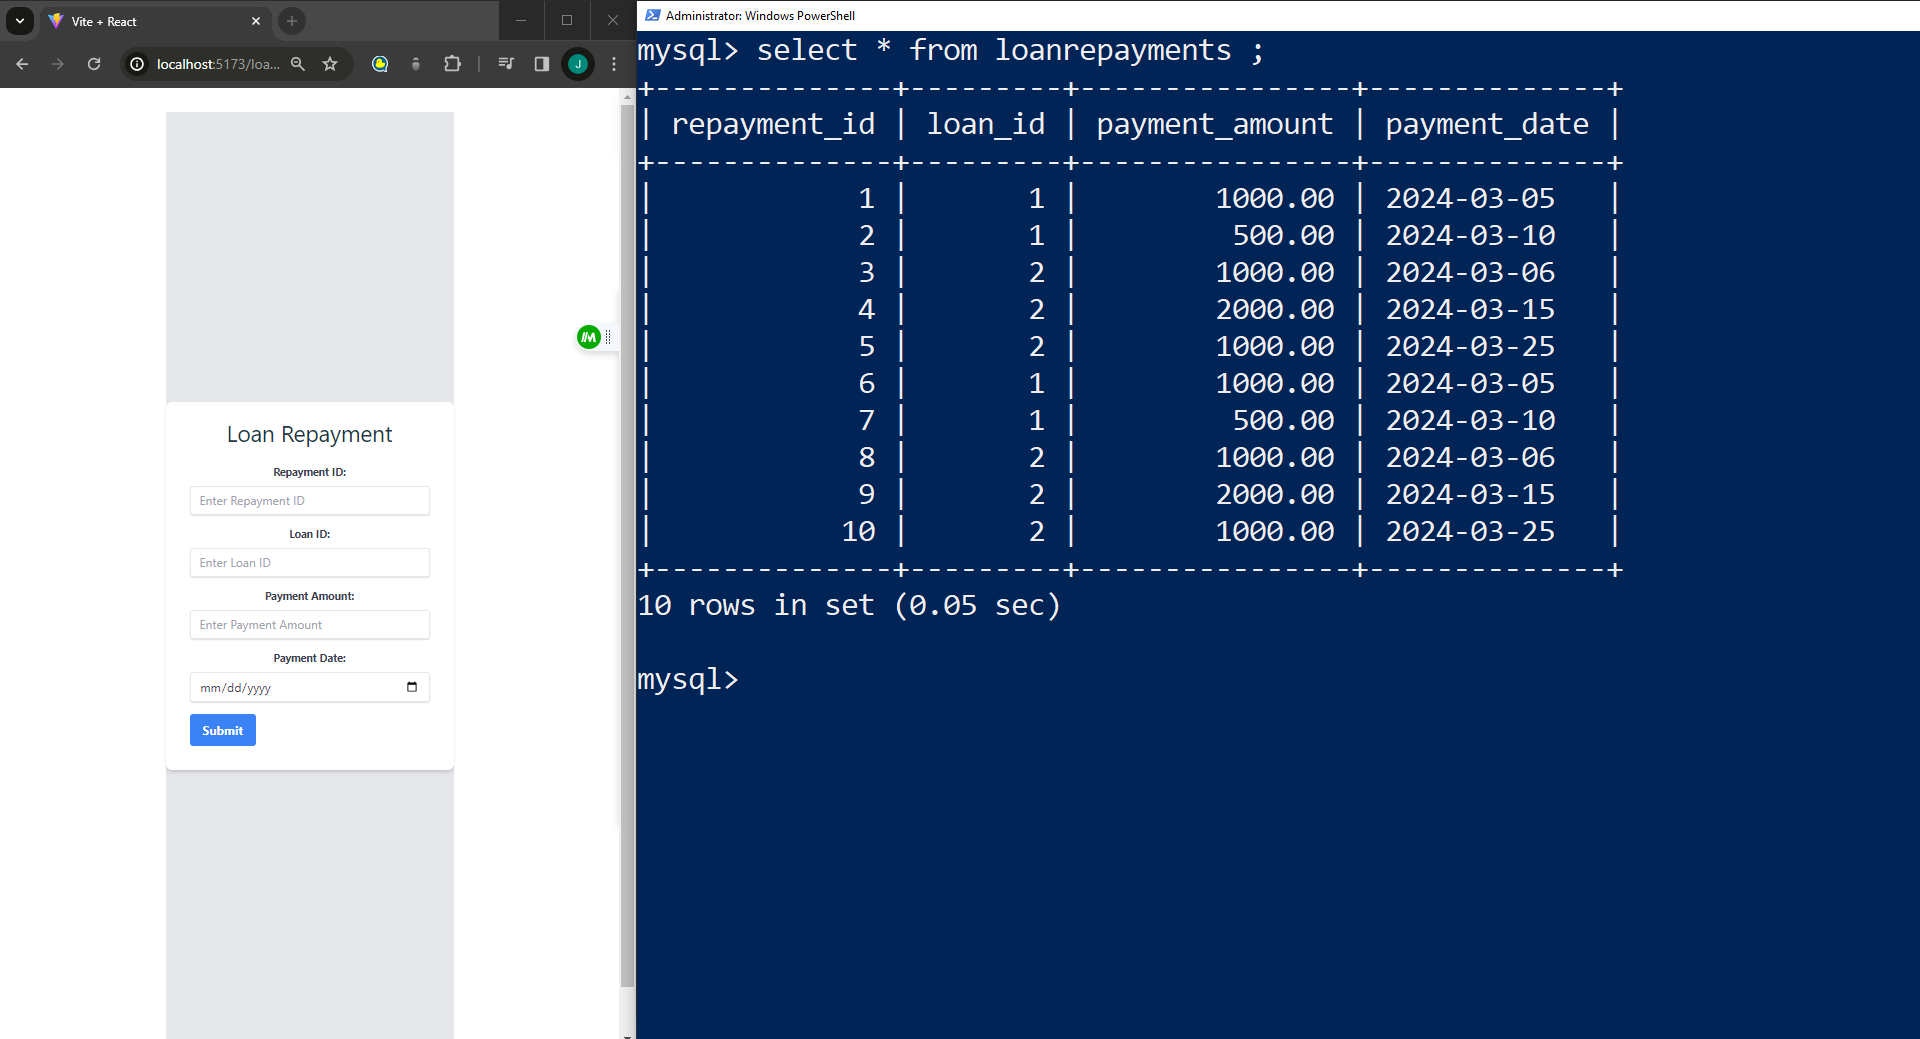 Vite + React
localhost:5173/loa...
J
Loan Repayment
Repayment ID:
Enter Repayment ID
Loan ID:
Enter Loan ID
Payment Amount:
Enter Payment Amount
Payment Date:
mm/dd/yyyy
Submit
Administrator: Windows PowerShell
mysql> select * from loanrepayments ;
+--------------+---------+----------------+--------------+
| repayment_id | loan_id | payment_amount | payment_date |
+--------------+---------+----------------+--------------+
|            1 |       1 |        1000.00 | 2024-03-05   |
|            2 |       1 |         500.00 | 2024-03-10   |
|            3 |       2 |        1000.00 | 2024-03-06   |
|            4 |       2 |        2000.00 | 2024-03-15   |
|            5 |       2 |        1000.00 | 2024-03-25   |
|            6 |       1 |        1000.00 | 2024-03-05   |
|            7 |       1 |         500.00 | 2024-03-10   |
|            8 |       2 |        1000.00 | 2024-03-06   |
|            9 |       2 |        2000.00 | 2024-03-15   |
|           10 |       2 |        1000.00 | 2024-03-25   |
+--------------+---------+----------------+--------------+
10 rows in set (0.05 sec)
mysql>